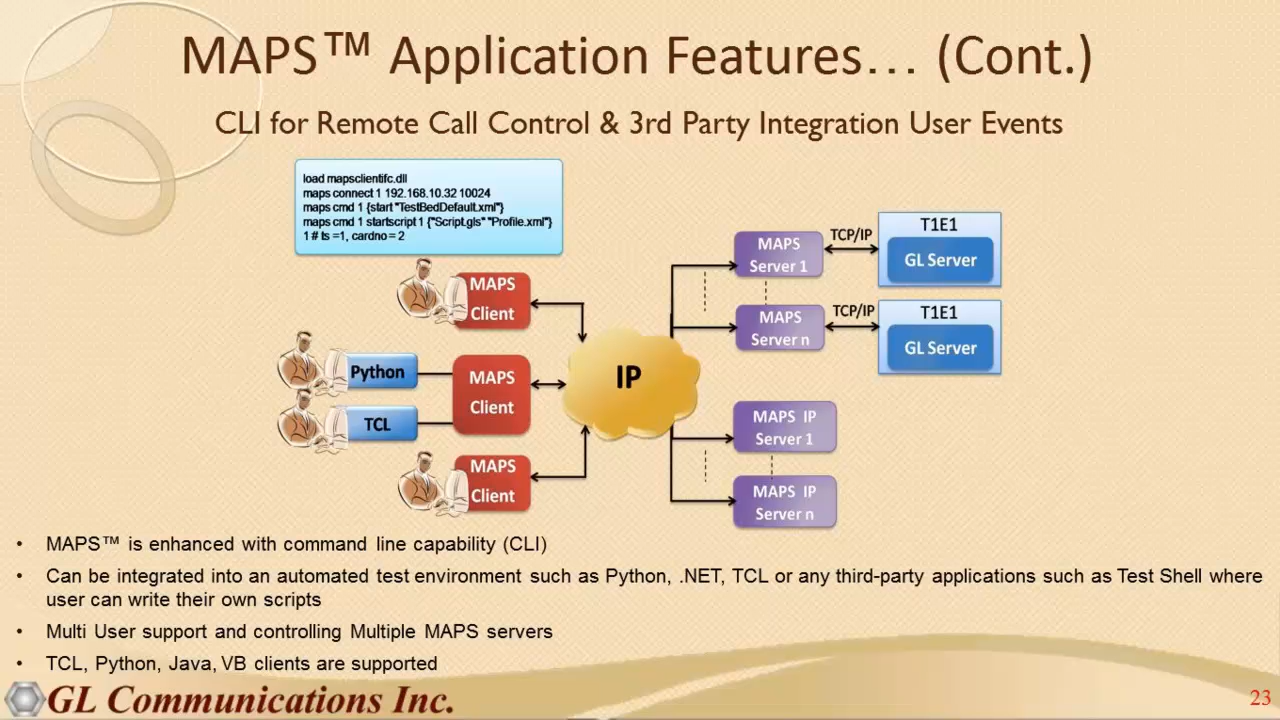 MAPS™ Application Features… (Cont.)
CLI for Remote Call Control & 3rd Party Integration User Events
load mapsclientifc.dll
maps connect 1 192.168.10.32 10024
maps cmd 1 {start "TestBedDefault.xml"}
maps cmd 1 startscript 1 {"Script.gls" "Profile.xml"}
1 # ts =1, cardno = 2
MAPS
Client
Python
TCL
MAPS
Client
MAPS
Client
IP
MAPS
Server 1
TCP/IP
T1E1
GL Server
MAPS
Server n
TCP/IP
T1E1
GL Server
MAPS IP
Server 1
MAPS IP
Server n
• MAPS™ is enhanced with command line capability (CLI)
• Can be integrated into an automated test environment such as Python, .NET, TCL or any third-party applications such as Test Shell where
user can write their own scripts
• Multi User support and controlling Multiple MAPS servers
• TCL, Python, Java, VB clients are supported
GL Communications Inc.
23